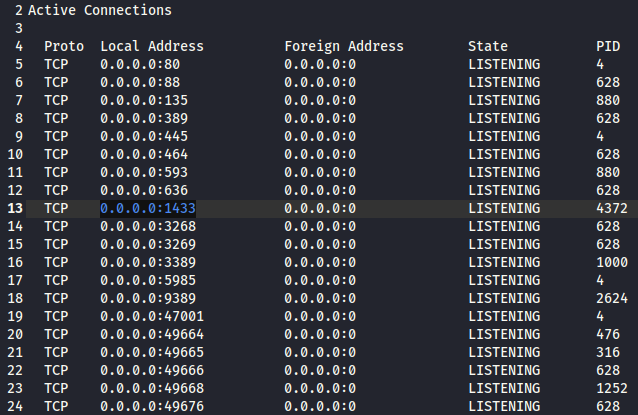 2 Active Connections
3
4 Proto Local Address Foreign Address State PID
5 TCP 0.0.0.0:80 0.0.0.0:0 LISTENING 4
6 TCP 0.0.0.0:88 0.0.0.0:0 LISTENING 628
7 TCP 0.0.0.0:135 0.0.0.0:0 LISTENING 880
8 TCP 0.0.0.0:389 0.0.0.0:0 LISTENING 628
9 TCP 0.0.0.0:445 0.0.0.0:0 LISTENING 4
10 TCP 0.0.0.0:464 0.0.0.0:0 LISTENING 628
11 TCP 0.0.0.0:593 0.0.0.0:0 LISTENING 880
12 TCP 0.0.0.0:636 0.0.0.0:0 LISTENING 628
13 TCP 0.0.0.0:1433 0.0.0.0:0 LISTENING 4372
14 TCP 0.0.0.0:3268 0.0.0.0:0 LISTENING 628
15 TCP 0.0.0.0:3269 0.0.0.0:0 LISTENING 628
16 TCP 0.0.0.0:3389 0.0.0.0:0 LISTENING 1000
17 TCP 0.0.0.0:5985 0.0.0.0:0 LISTENING 4
18 TCP 0.0.0.0:9389 0.0.0.0:0 LISTENING 2624
19 TCP 0.0.0.0:47001 0.0.0.0:0 LISTENING 4
20 TCP 0.0.0.0:49664 0.0.0.0:0 LISTENING 476
21 TCP 0.0.0.0:49665 0.0.0.0:0 LISTENING 316
22 TCP 0.0.0.0:49666 0.0.0.0:0 LISTENING 628
23 TCP 0.0.0.0:49668 0.0.0.0:0 LISTENING 1252
24 TCP 0.0.0.0:49676 0.0.0.0:0 LISTENING 628